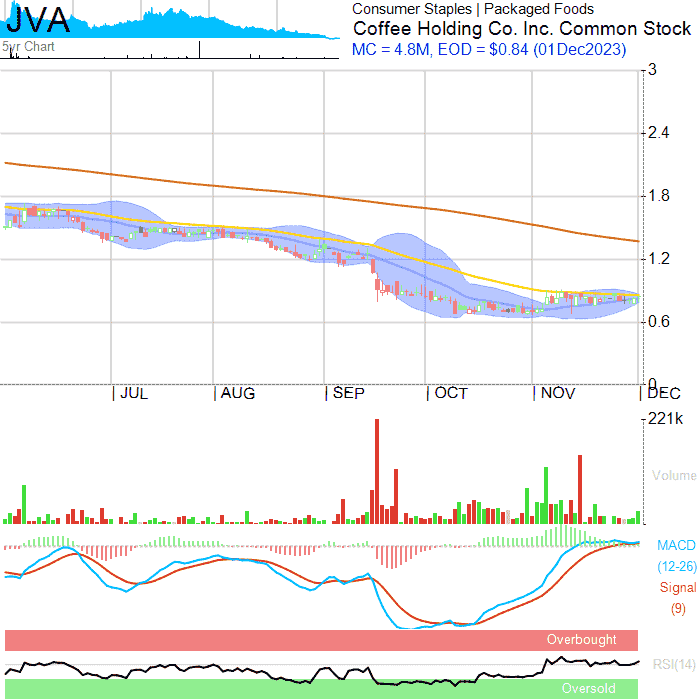 JVA
5yr Chart
Consumer Staples | Packaged Foods
Coffee Holding Co. Inc. Common Stock
MC = 4.8M, EOD = $0.84 (01Dec2023)
3
2.4
1.8
1.2
0.6
0
JUL AUG SEP OCT NOV DEC
221k
Volume
MACD
(12-26)
Signal
(9)
Overbought
RSI(14)
Oversold